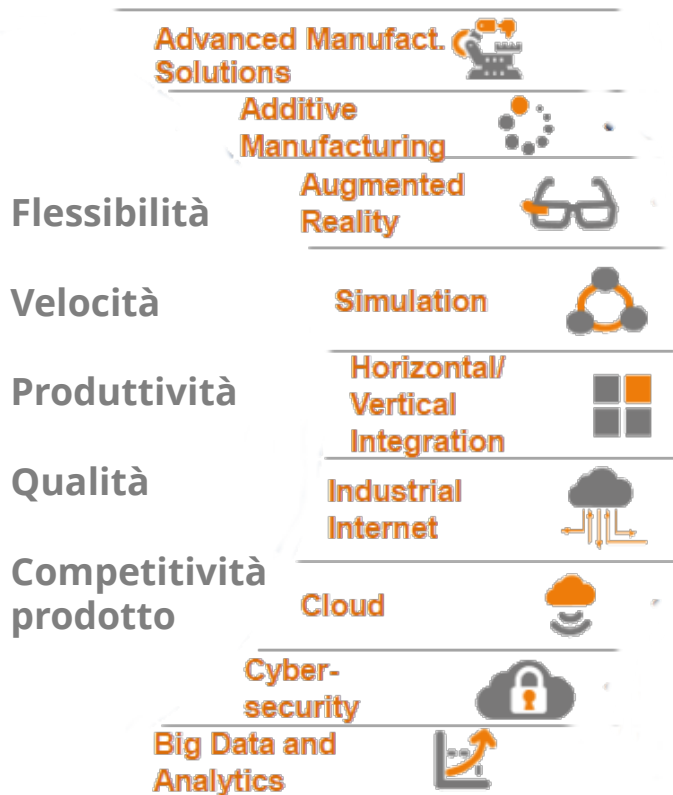 Advanced Manufact.
Solutions
Additive
Manufacturing
Augmented
Reality
Flessibilità
Velocità
Simulation
Produttività
Horizontal/
Vertical
Integration
Qualità
Industrial
Internet
Competitività
prodotto
Cloud
Cyber-
security
Big Data and
Analytics